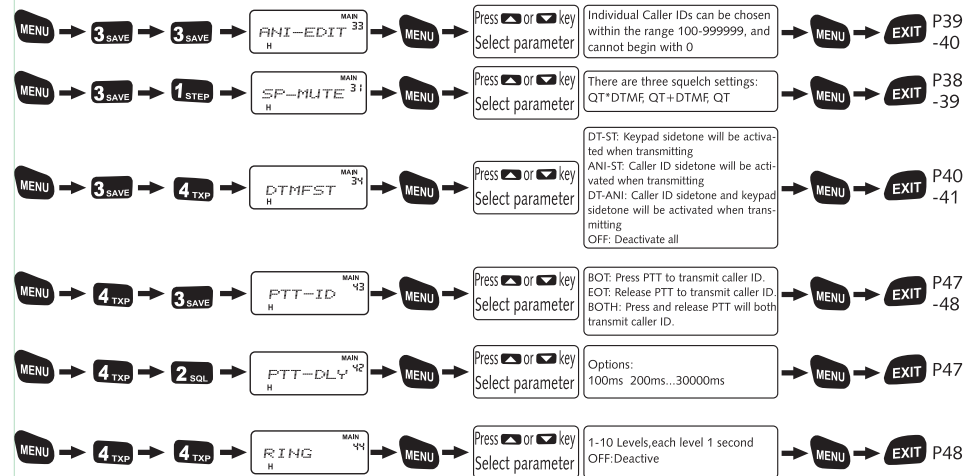 MENU 3 SAVE 3 SAVE MAIN 33 ANI-EDIT H MENU Press or key Select parameter
Individual Caller IDs can be chosen
within the range 100-999999, and
cannot begin with 0
MENU EXIT P39
-40
MENU 3 SAVE 1 STEP MAIN 31 SP-MUTE H MENU Press or key Select parameter
There are three squelch settings:
QT*DTMF, QT+DTMF, QT
MENU EXIT P38
-39
MENU 3 SAVE 4 TXP MAIN 34 DTMFST H MENU Press or key Select parameter
DT-ST: Keypad sidetone will be activa-
ted when transmitting
ANI-ST: Caller ID sidetone will be acti-
vated when transmitting
DT-ANI: Caller ID sidetone and keypad
sidetone will be activated when trans-
mitting
OFF: Deactivate all
MENU EXIT P40
-41
MENU 4 TXP 3 SAVE MAIN 43 PTT-ID H MENU Press or key Select parameter
BOT: Press PTT to transmit caller ID.
EOT: Release PTT to transmit caller ID.
BOTH: Press and release PTT will both
transmit caller ID.
MENU EXIT P47
-48
MENU 4 TXP 2 SQL MAIN 42 PTT-DLY H MENU Press or key Select parameter
Options:
100ms 200ms...30000ms
MENU EXIT P47
MENU 4 TXP 4 TXP MAIN 44 RING H MENU Press or key Select parameter
1-10 Levels,each level 1 second
OFF:Deactive
MENU EXIT P48